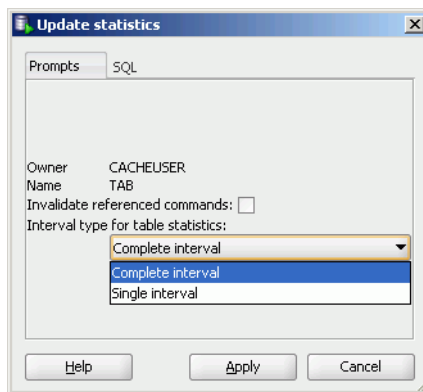 Update statistics
Prompts SQL
Owner CACHEUSER
Name TAB
Invalidate referenced commands:
Interval type for table statistics:
Complete interval
Complete interval
Single interval
Help Apply Cancel